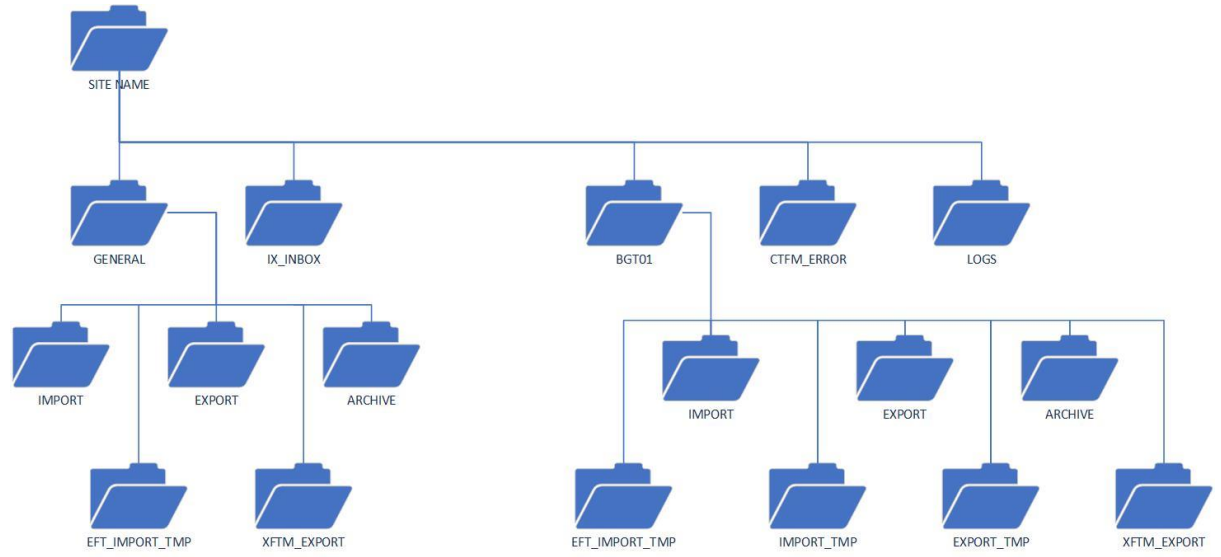 SITE NAME
GENERAL
IX_INBOX
BGT01
CTFM_ERROR
LOGS
IMPORT
EXPORT
ARCHIVE
IMPORT
EXPORT
ARCHIVE
EFT_IMPORT_TMP
XFTM_EXPORT
EFT_IMPORT_TMP
IMPORT_TMP
EXPORT_TMP
XFTM_EXPORT